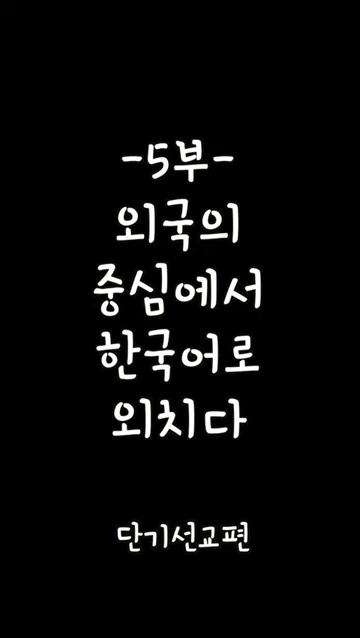 -5부-
외국의
중심에서
한국어로
외치다
단기선교편